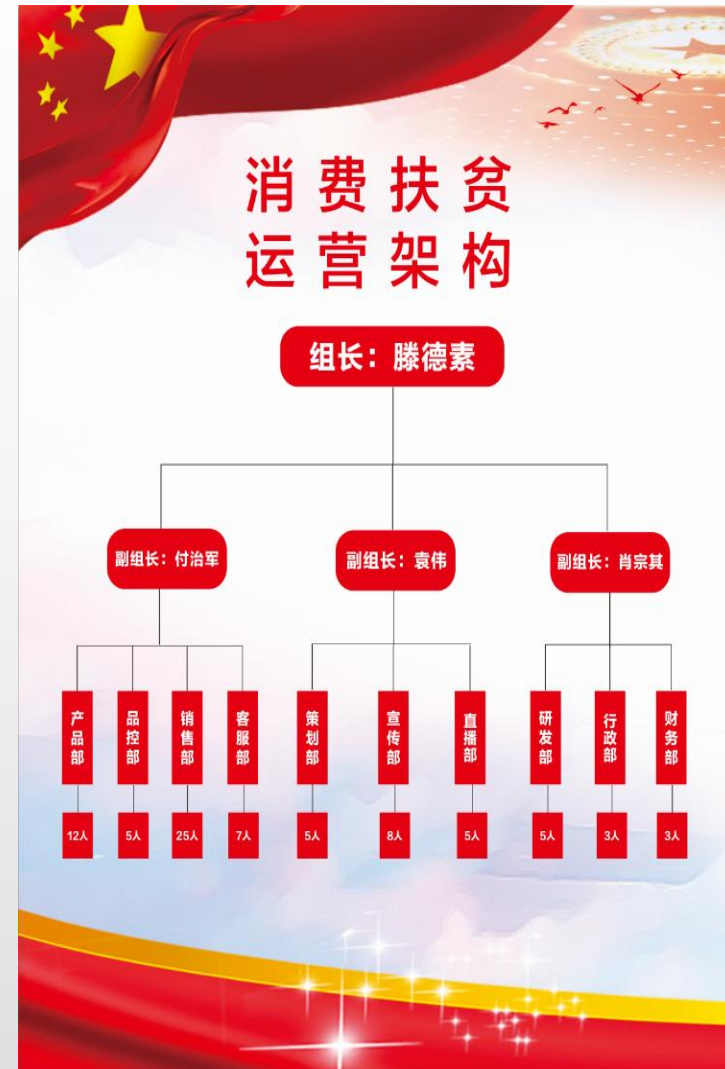 消费扶贫
运营架构
组长：滕德素
副组长：付治军
副组长：袁伟
副组长：肖宗其
产品部
品控部
销售部
客服部
策划部
宣传部
直播部
研发部
行政部
财务部
12人
5人
25人
7人
5人
8人
5人
5人
3人
3人